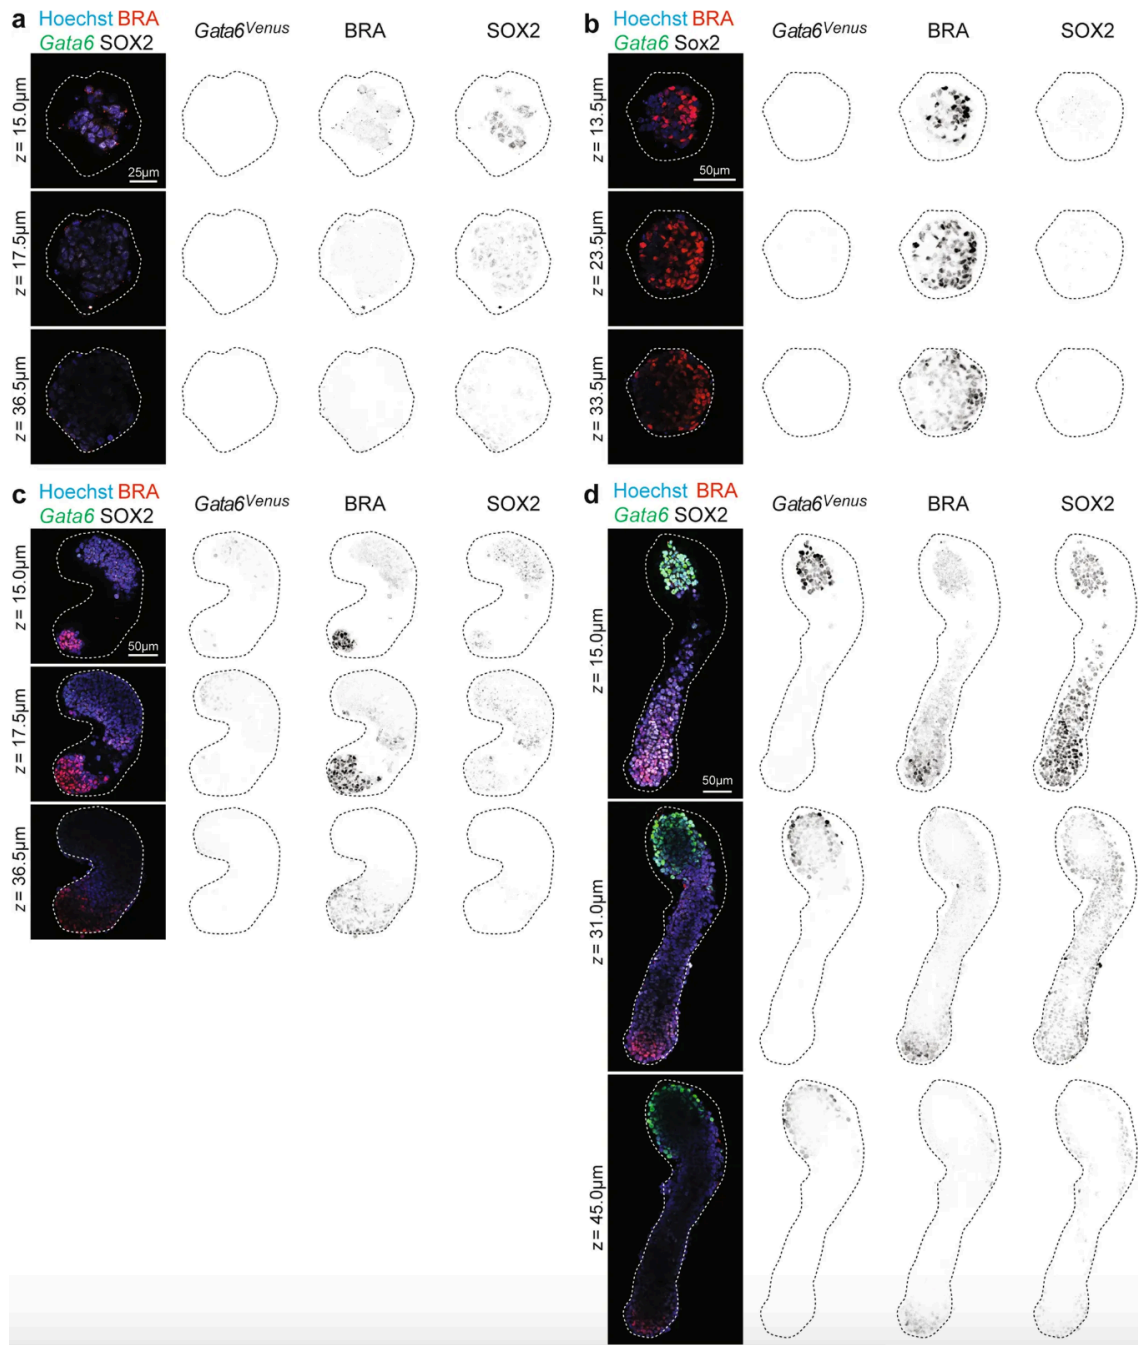 a
Hoechst BRA
Gata6 SOX2
Gata6Venus
BRA
SOX2
z = 15.0µm
25µm
z = 17.5µm
z = 36.5µm
b
Hoechst BRA
Gata6 Sox2
Gata6Venus
BRA
SOX2
z = 13.5µm
50µm
z = 23.5µm
z = 33.5µm
c
Hoechst BRA
Gata6 SOX2
Gata6Venus
BRA
SOX2
z = 15.0µm
50µm
z = 17.5µm
z = 36.5µm
d
Hoechst BRA
Gata6 SOX2
Gata6Venus
BRA
SOX2
z = 15.0µm
50µm
z = 31.0µm
z = 45.0µm